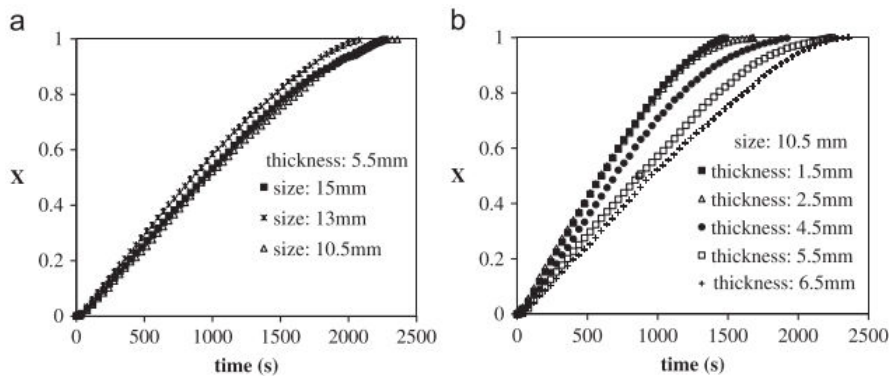 a
1
0.8
0.6
X
0.4
0.2
0
thickness: 5.5mm
size: 15mm
size: 13mm
size: 10.5mm
0 500 1000 1500 2000 2500
time (s)
b
1
0.8
0.6
X
0.4
0.2
0
size: 10.5 mm
thickness: 1.5mm
thickness: 2.5mm
thickness: 4.5mm
thickness: 5.5mm
thickness: 6.5mm
0 500 1000 1500 2000 2500
time (s)